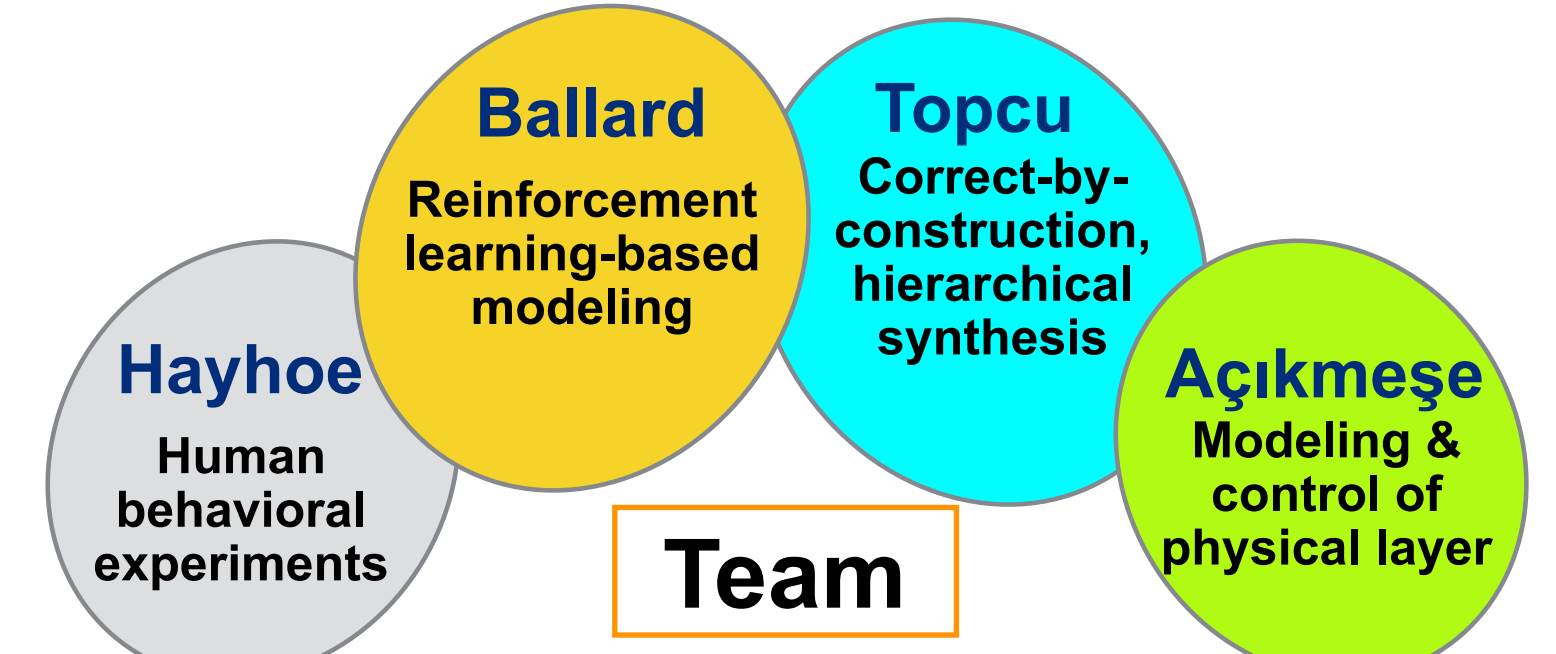 Hayhoe
Human
behavioral
experiments
Ballard
Reinforcement
learning-based
modeling
Topcu
Correct-by-
construction,
hierarchical
synthesis
Açıkmeşe
Modeling &
control of
physical layer
Team